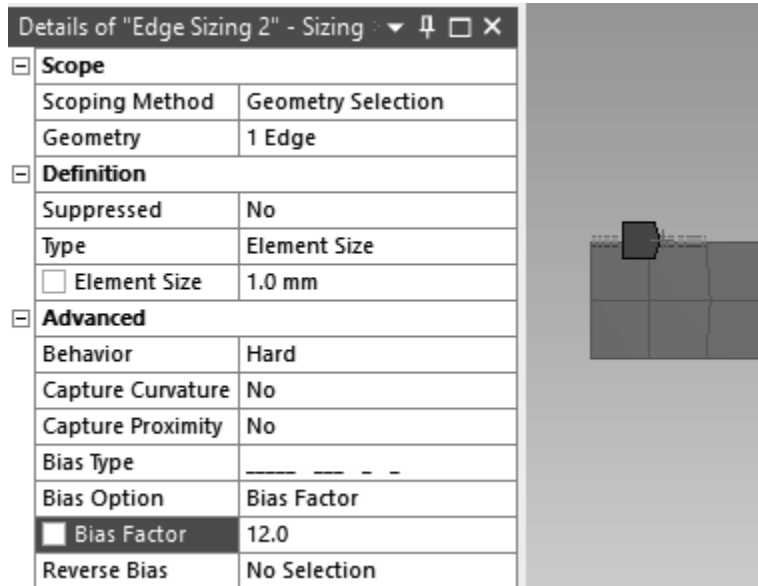 Details of "Edge Sizing 2" - Sizing
Scope
Scoping Method Geometry Selection
Geometry 1 Edge
Definition
Suppressed No
Type Element Size
Element Size 1.0 mm
Advanced
Behavior Hard
Capture Curvature No
Capture Proximity No
Bias Type _____ ___ _ _
Bias Option Bias Factor
Bias Factor 12.0
Reverse Bias No Selection